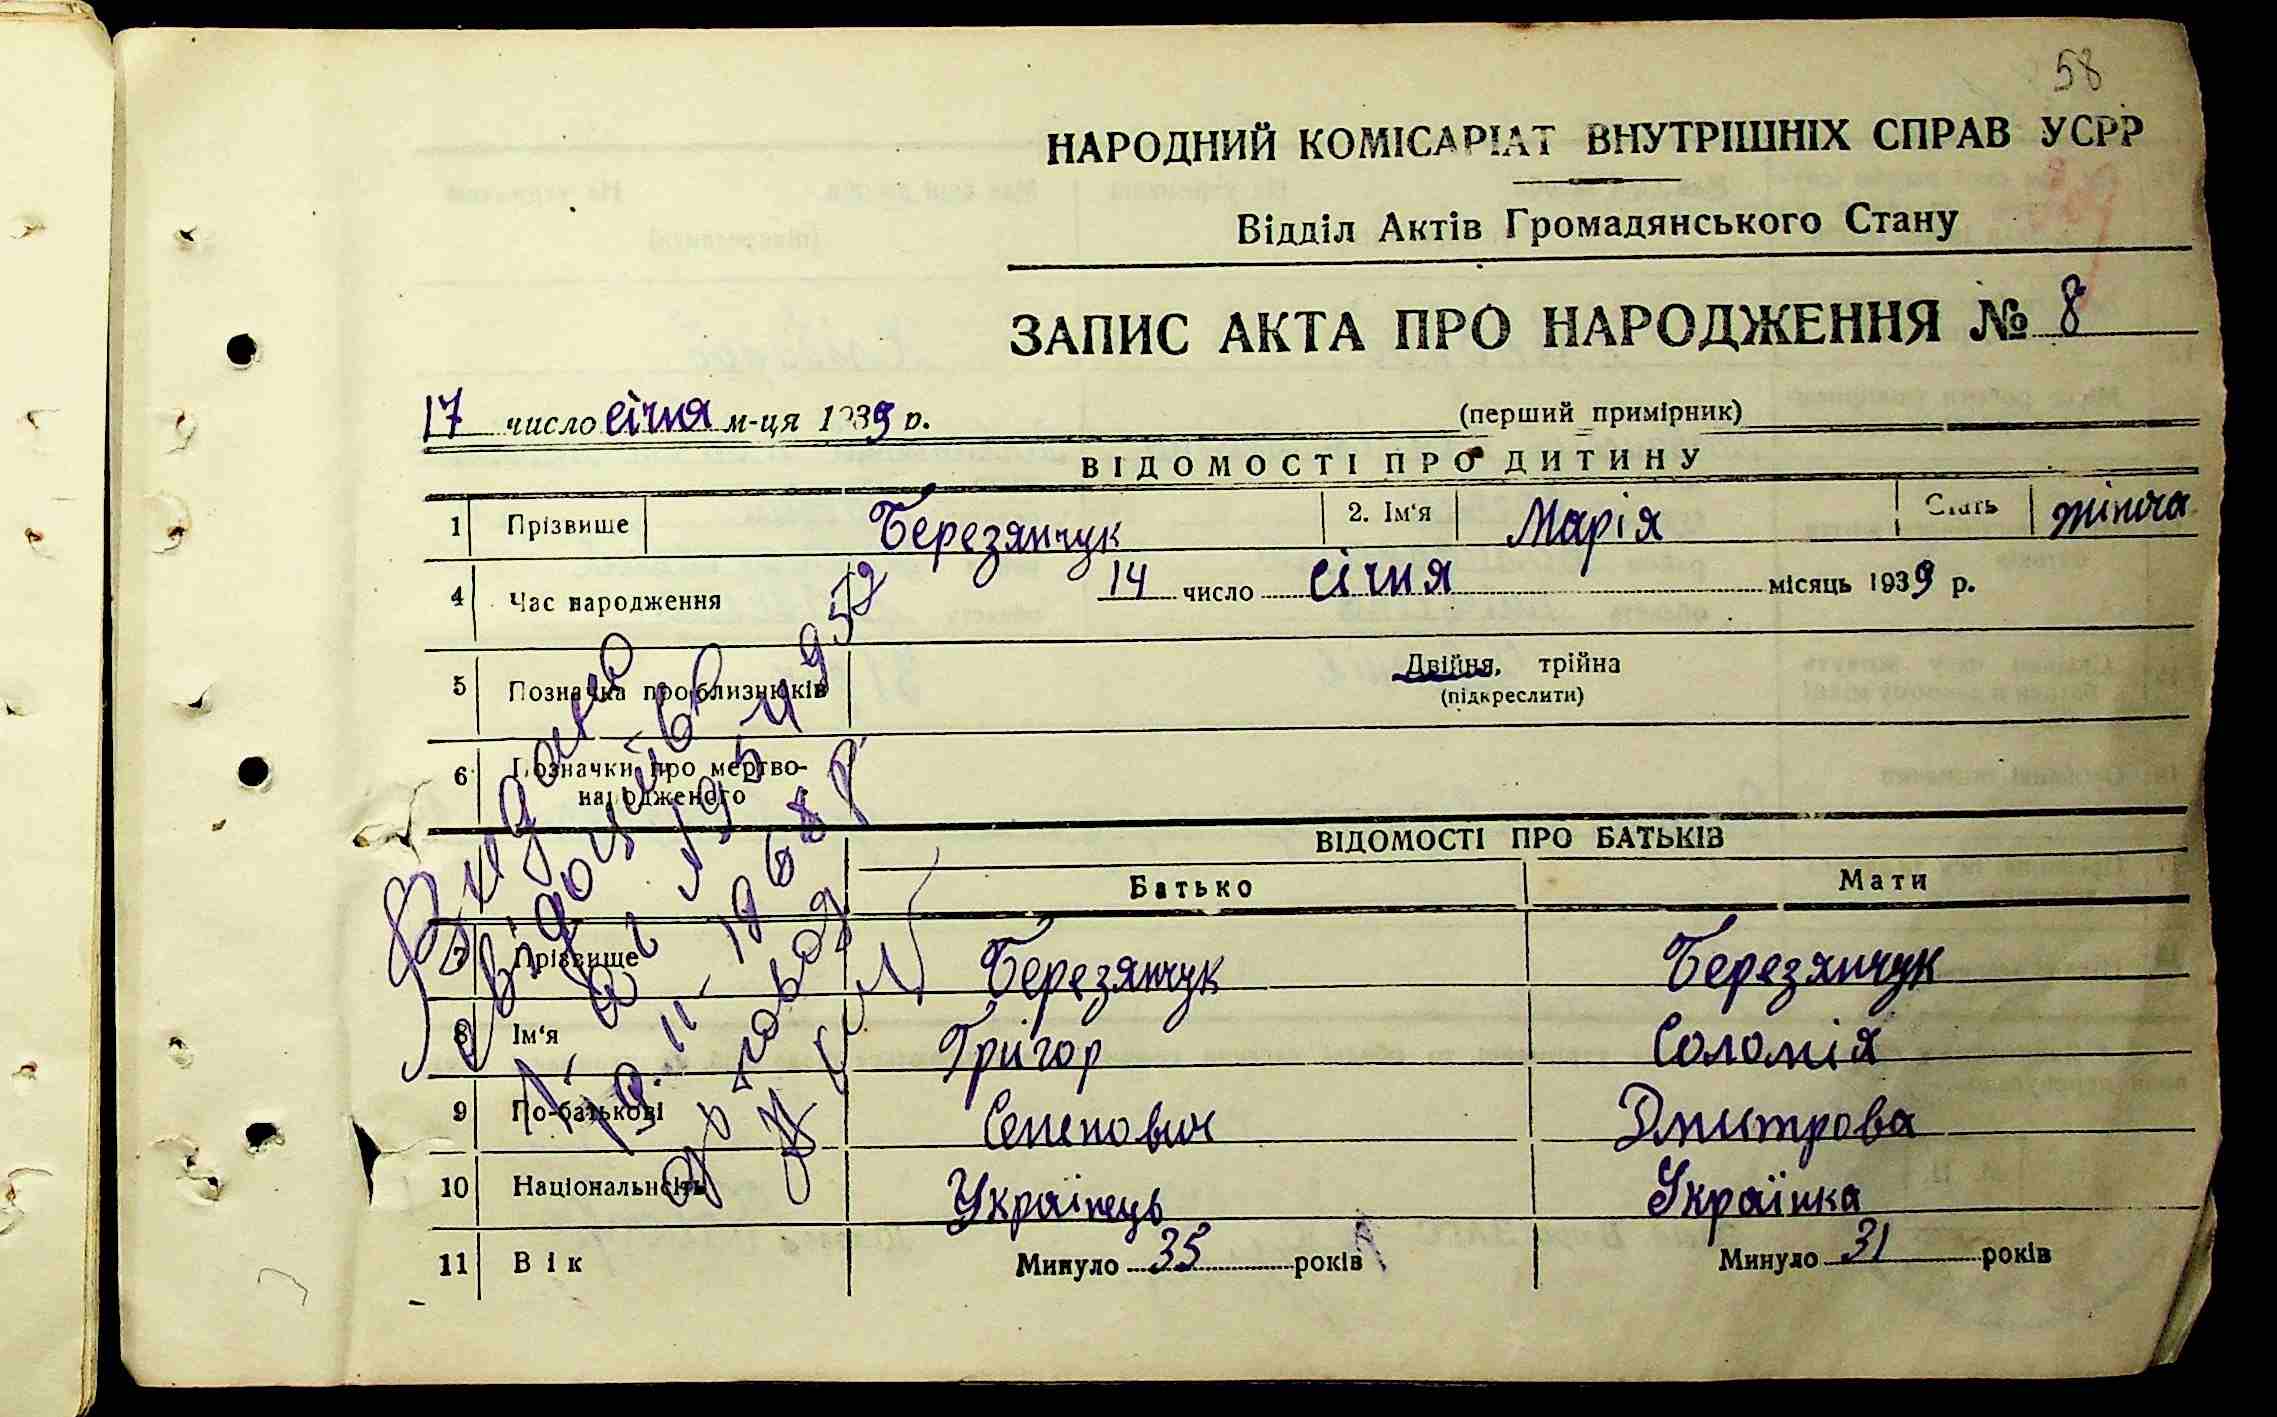 58
НАРОДНИЙ КОМІСАРІАТ ВНУТРІШНІХ СПРАВ УСРР
Відділ Актів Громадянського Стану
ЗАПИС АКТА ПРО НАРОДЖЕННЯ № 8
17 число січня м-ця 1939 р. (перший примірник)
ВІДОМОСТІ ПРО ДИТИНУ
1 Прізвище Березянчук 2. Ім'я Марія Стать жіноча
4 Час народження 14 число січня місяць 1939 р.
5 Позначка про близнюків Двійня, трійна
(підкреслити)
6 Позначки про мертво-
народженого
ВІДОМОСТІ ПРО БАТЬКІВ
Батько Мати
7 Прізвище Березянчук Березянчук
8 Ім'я Григор Соломія
9 По-батькові Дмитрова
10 Національність Українець Українка
11 Вік Минуло 35 років Минуло 31 років